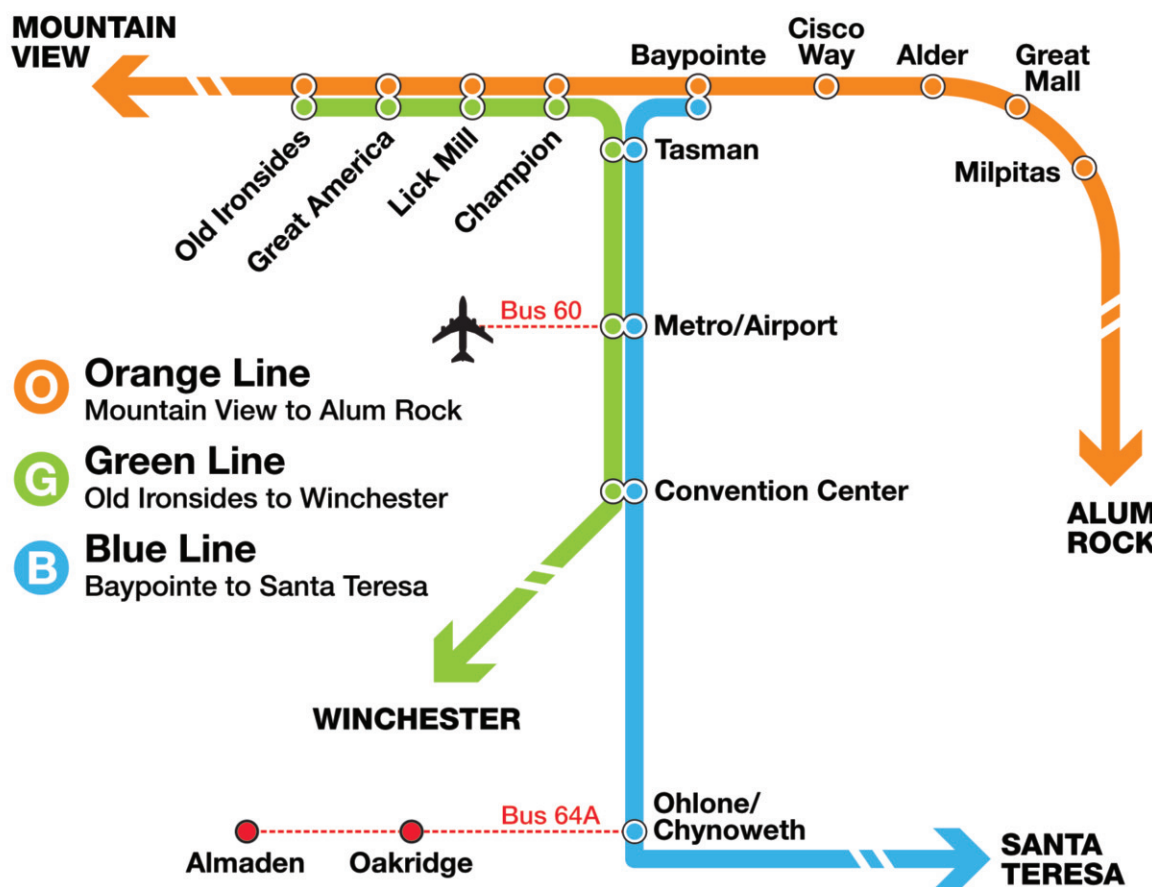 MOUNTAIN
VIEW
Baypointe
Cisco
Way
Alder
Great
Mall
Old Ironsides
Great America
Lick Mill
Champion
Tasman
Milpitas
Bus 60
Metro/Airport
O
Orange Line
Mountain View to Alum Rock
G
Green Line
Old Ironsides to Winchester
B
Blue Line
Baypointe to Santa Teresa
Convention Center
ALUM
ROCK
WINCHESTER
Bus 64A
Ohlone/
Chynoweth
Almaden
Oakridge
SANTA
TERESA